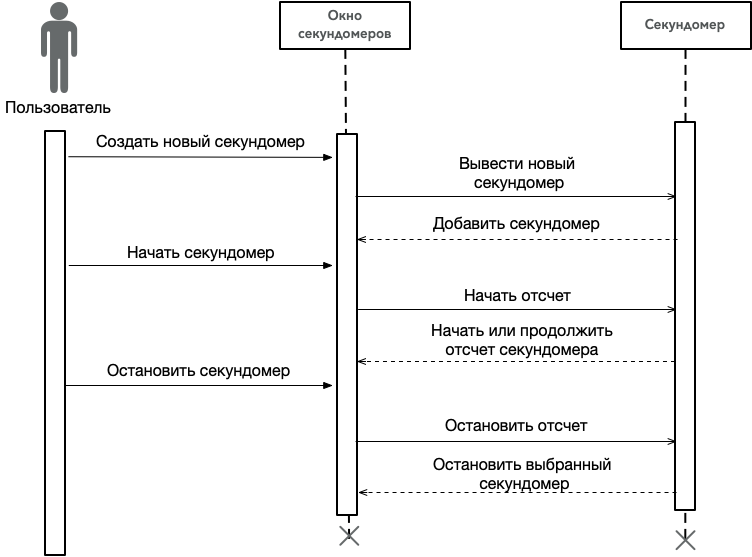 Окно
секундомеров
Секундомер
Пользователь
Создать новый секундомер
Вывести новый
секундомер
Добавить секундомер
Начать секундомер
Начать отсчет
Начать или продолжить
отсчет секундомера
Остановить секундомер
Остановить отсчет
Остановить выбранный
секундомер